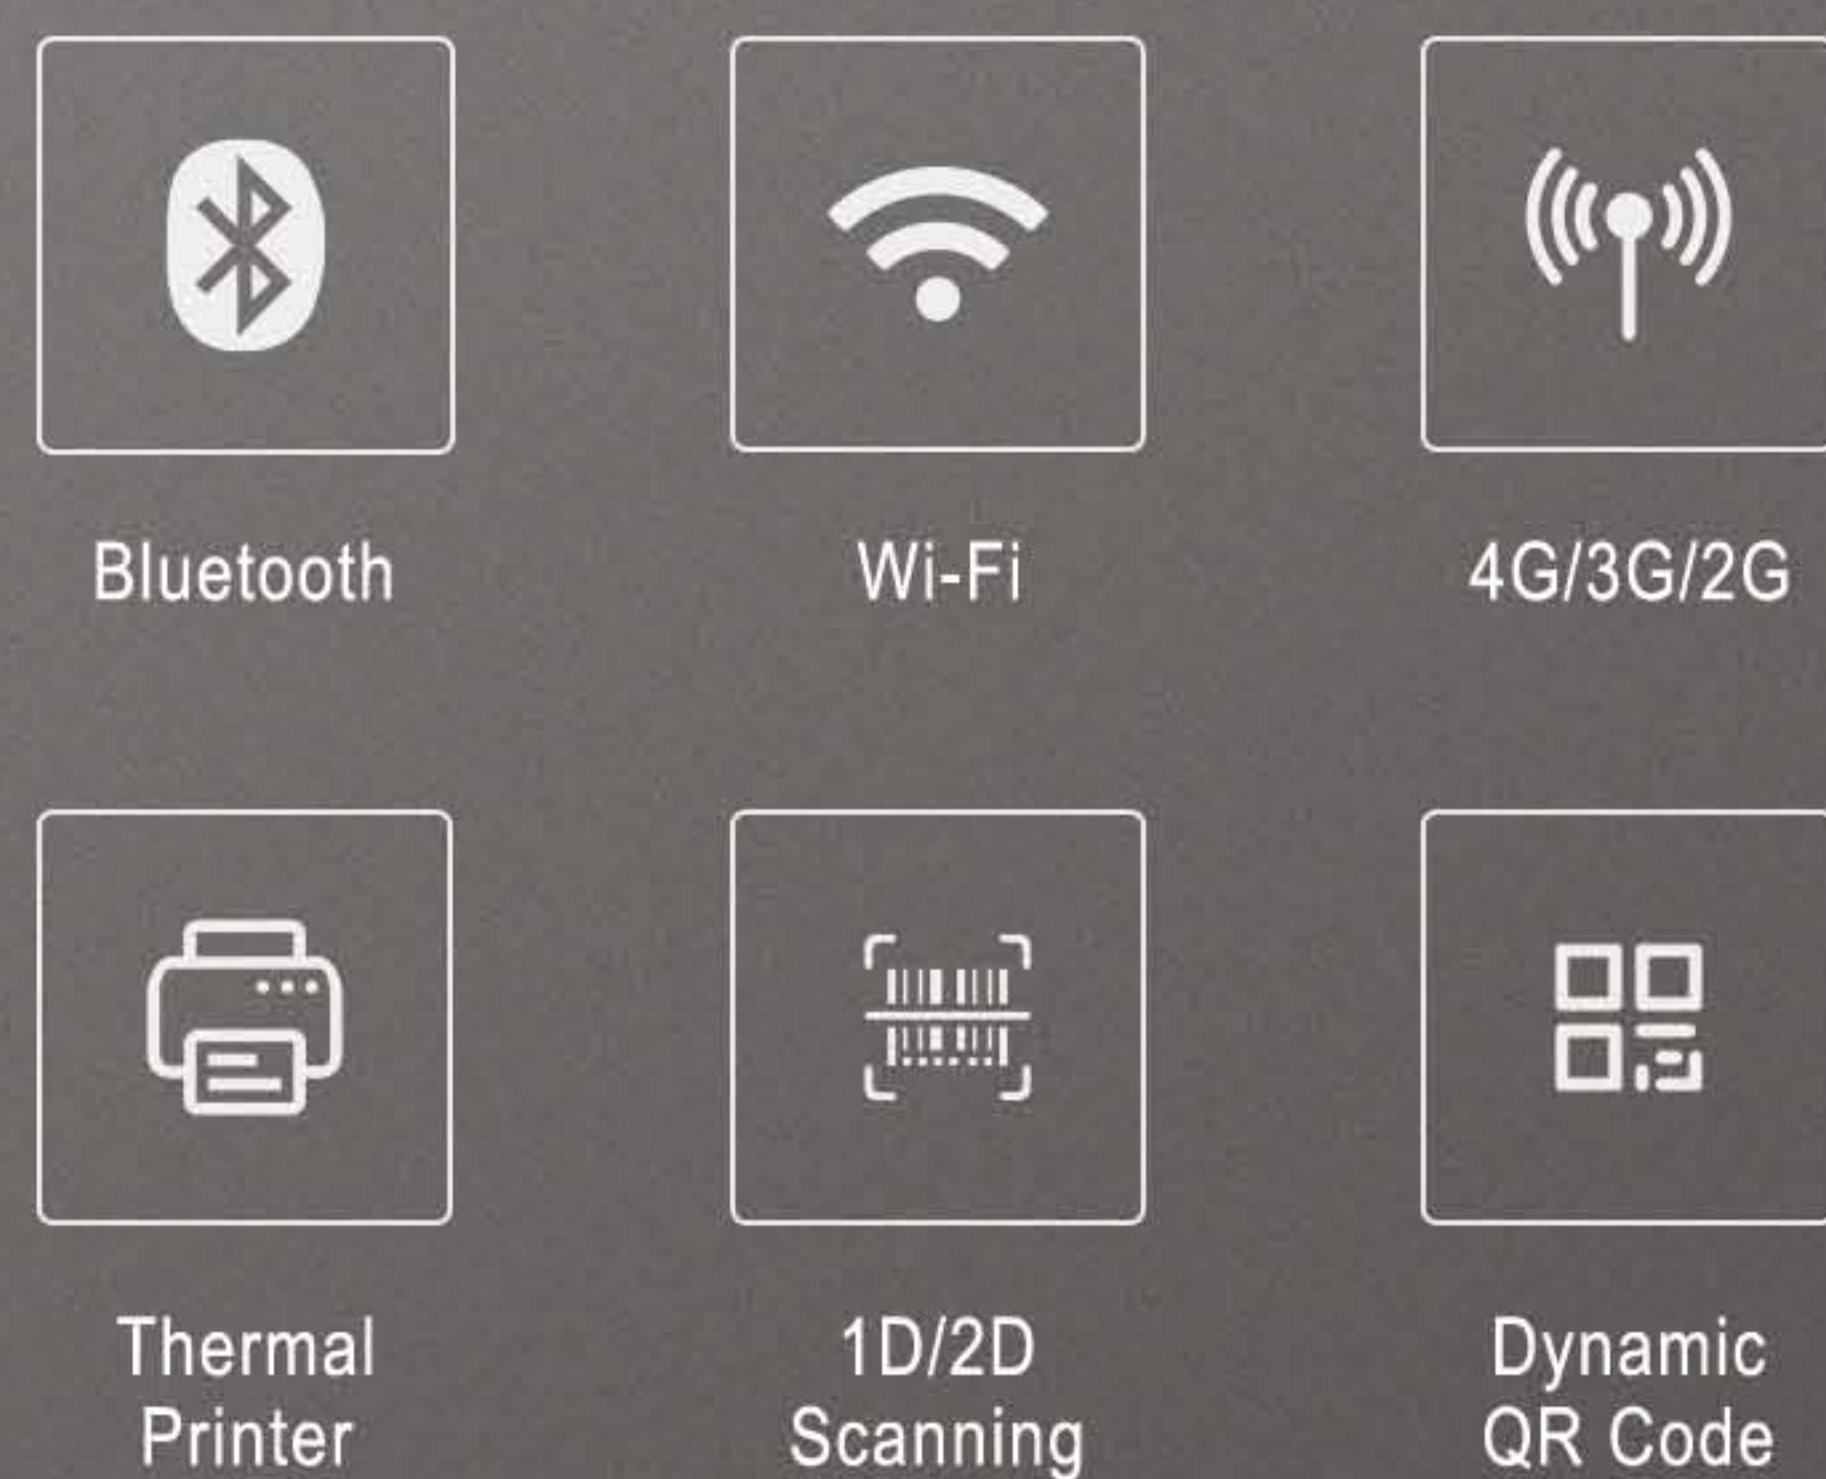 Bluetooth
Wi-Fi
4G/3G/2G
Thermal
Printer
1D/2D
Scanning
Dynamic
QR Code